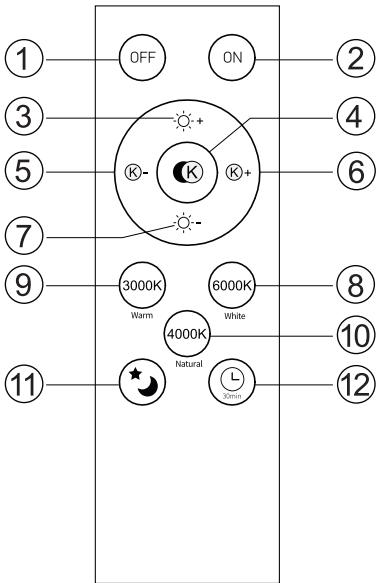 1 OFF ON 2
3 + 4
5 K- K K+ 6
7 -
9 3000K 6000K 8
Warm White
4000K 10
Natural
11 12
30min